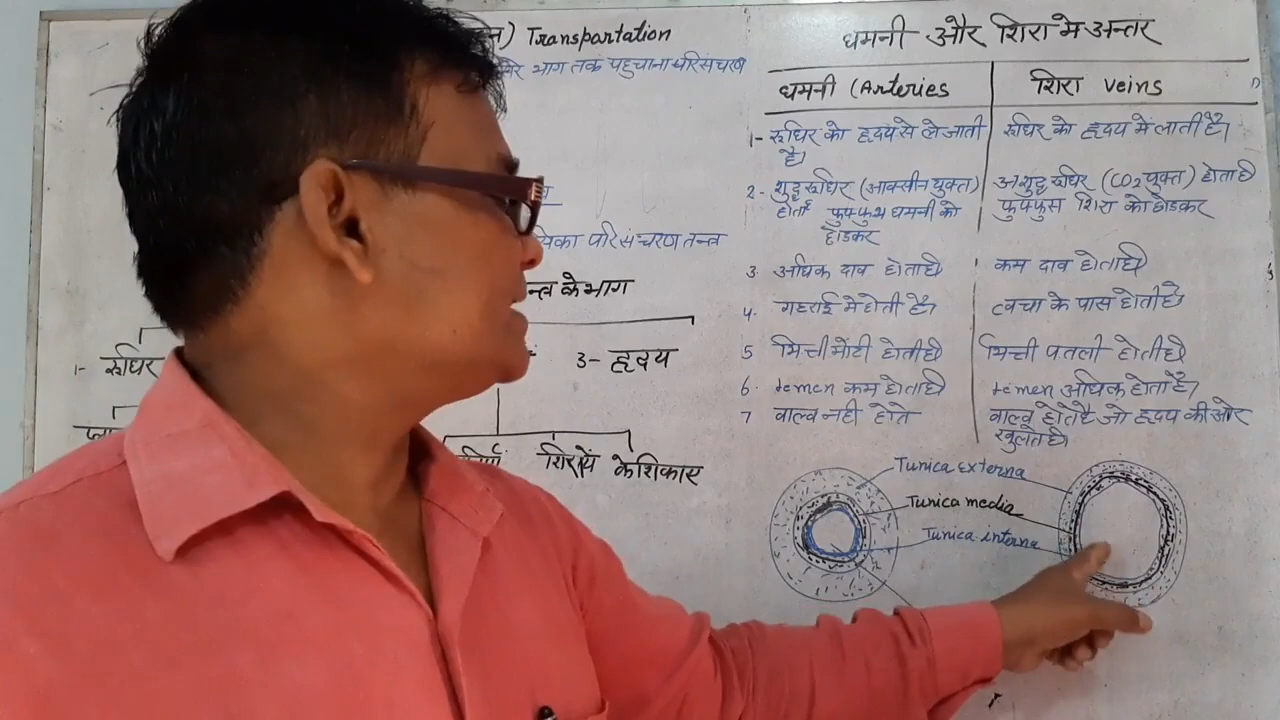 Transpartation
भाग तक पहुचाना परिसंचरण
परिसंचरण तन्त्र
के भाग
1- रूधिर
3- हृदय
शिरायें केशिकाए
धमनी और शिरा मे अन्तर
धमनी (Arteries
शिरा veins
1- रूधिर को हृदय से ले जाती
है।
रूधिर को हृदय में लाती है।
2- शुद्ध रूधिर (आक्सीन युक्त)
होता फुफ्फुस धमनी को
छोडकर
अशुद्ध रूधिर (CO2 युक्त) होता है
फुफ्फुस शिरा को छोडकर
3. अधिक दाव होता है
कम दाव होता है
4. गहराई मे होती है।
त्वचा के पास होती है
5 भित्ती मोटी होती है
भित्ती पतली होती है
6. lemen कम होता है
lemen अधिक होता है।
7 वाल्व नही होते
वाल्व होते है जो हृदय की ओर
खुलते है।
Tunica Externa
Tunica media
Tunica interna